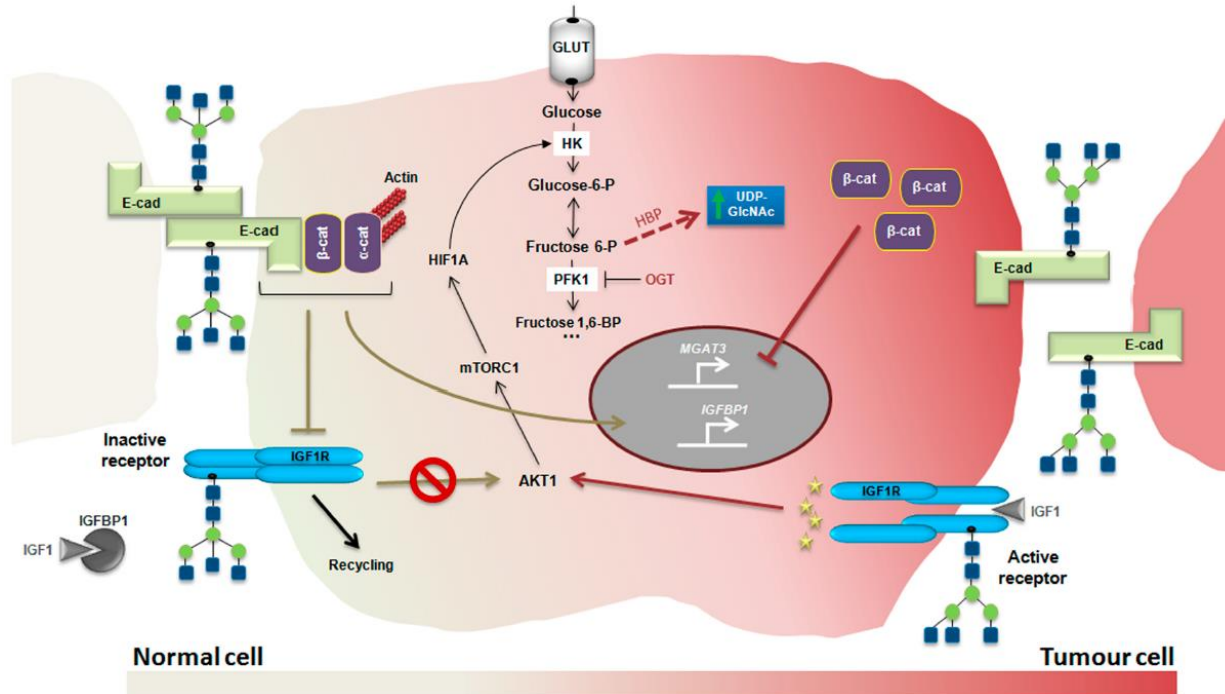 GLUT
Glucose
HK
Glucose-6-P
Fructose 6-P
PFK1
Fructose 1,6-BP
...
HBP
UDP-
GlcNAc
OGT
HIF1A
mTORC1
AKT1
E-cad
E-cad
β-cat
α-cat
Actin
β-cat
β-cat
β-cat
E-cad
E-cad
MGAT3
IGFBP1
Inactive
receptor
IGF1R
IGFBP1
IGF1
Recycling
IGF1R
IGF1
Active
receptor
Normal cell
Tumour cell